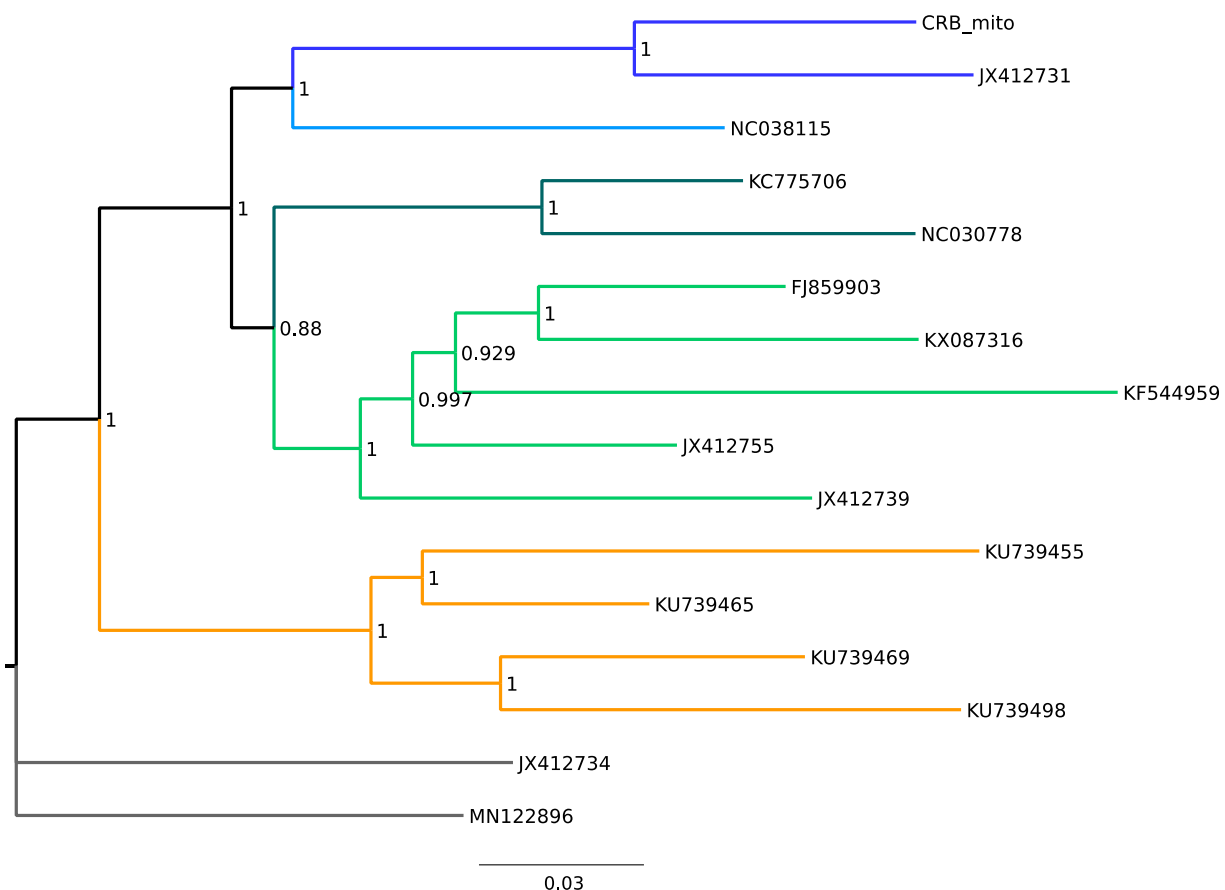 CRB_mito
1
JX412731
1
NC038115
KC775706
1
1
NC030778
FJ859903
1
0.88
KX087316
0.929
KF544959
0.997
1
JX412755
1
JX412739
KU739455
1
KU739465
1
KU739469
1
KU739498
JX412734
MN122896
0.03